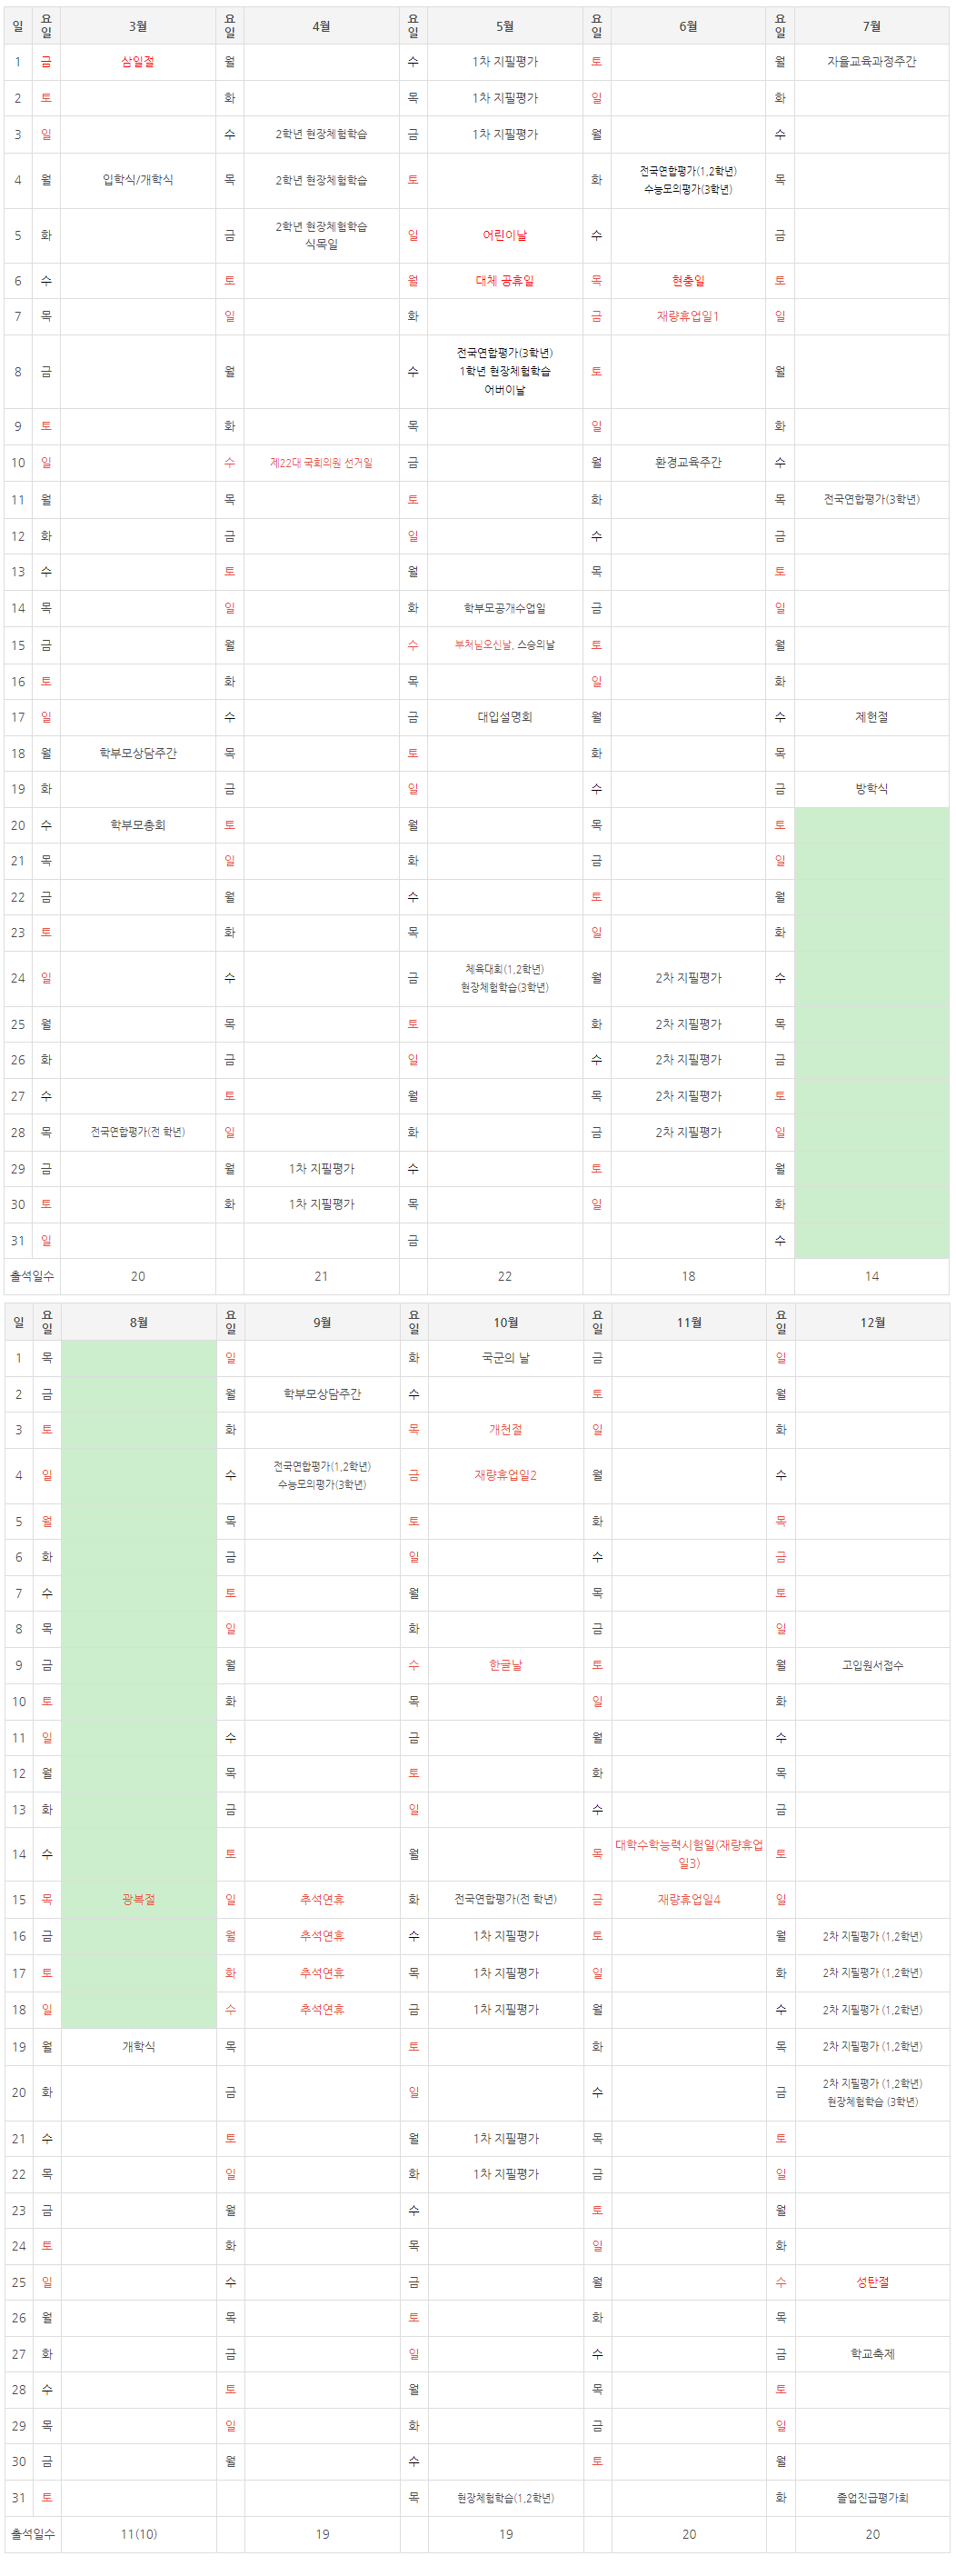 일 요일 3월 요일 4월 요일 5월 요일 6월 요일 7월
1 금 삼일절 월 수 1차 지필평가 토 월 자율교육과정주간
2 토 화 목 1차 지필평가 일 화
3 일 수 2학년 현장체험학습 금 1차 지필평가 월 수
4 월 입학식/개학식 목 2학년 현장체험학습 토 화 전국연합평가(1,2학년) 목
수능모의평가(3학년)
5 화 금 2학년 현장체험학습 일 어린이날 수 금
식목일
6 수 토 월 대체 공휴일 목 현충일 토
7 목 일 화 금 재량휴업일1 일
8 금 월 수 전국연합평가(3학년) 토 월
1학년 현장체험학습
어버이날
9 토 화 목 일 화
10 일 수 제22대 국회의원 선거일 금 월 환경교육주간 수
11 월 목 토 화 목 전국연합평가(3학년)
12 화 금 일 수 금
13 수 토 월 목 토
14 목 일 화 학부모공개수업일 금 일
15 금 월 수 부처님오신날, 스승의날 토 월
16 토 화 목 일 화
17 일 수 금 대입설명회 월 수 제헌절
18 월 학부모상담주간 목 토 화 목
19 화 금 일 수 금 방학식
20 수 학부모총회 토 월 목 토
21 목 일 화 금 일
22 금 월 수 토 월
23 토 화 목 일 화
24 일 수 금 체육대회(1,2학년) 월 2차 지필평가 수
현장체험학습(3학년)
25 월 목 토 화 2차 지필평가 목
26 화 금 일 수 2차 지필평가 금
27 수 토 월 목 2차 지필평가 토
28 목 전국연합평가(전 학년) 일 화 금 2차 지필평가 일
29 금 월 1차 지필평가 수 토 월
30 토 화 1차 지필평가 목 일 화
31 일 금 수
출석일수 20 21 22 18 14
일 요일 8월 요일 9월 요일 10월 요일 11월 요일 12월
1 목 일 화 국군의 날 금 일
2 금 월 학부모상담주간 수 토 월
3 토 화 목 개천절 일 화
4 일 수 전국연합평가(1,2학년) 금 재량휴업일2 월 수
수능모의평가(3학년)
5 월 목 토 화 목
6 화 금 일 수 금
7 수 토 월 목 토
8 목 일 화 금 일
9 금 월 수 한글날 토 월 고입원서접수
10 토 화 목 일 화
11 일 수 금 월 수
12 월 목 토 화 목
13 화 금 일 수 금
14 수 토 월 목 대학수학능력시험일(재량휴업 토
일3)
15 목 광복절 일 추석연휴 화 전국연합평가(전 학년) 금 재량휴업일4 일
16 금 월 추석연휴 수 1차 지필평가 토 월 2차 지필평가 (1,2학년)
17 토 화 추석연휴 목 1차 지필평가 일 화 2차 지필평가 (1,2학년)
18 일 수 추석연휴 금 1차 지필평가 월 수 2차 지필평가 (1,2학년)
19 월 개학식 목 토 화 목 2차 지필평가 (1,2학년)
20 화 금 일 수 금 2차 지필평가 (1,2학년)
현장체험학습 (3학년)
21 수 토 월 1차 지필평가 목 토
22 목 일 화 1차 지필평가 금 일
23 금 월 수 토 월
24 토 화 목 일 화
25 일 수 금 월 수 성탄절
26 월 목 토 화 목
27 화 금 일 수 금 학교축제
28 수 토 월 목 토
29 목 일 화 금 일
30 금 월 수 토 월
31 토 목 현장체험학습(1,2학년) 화 졸업진급평가회
출석일수 11(10) 19 19 20 20